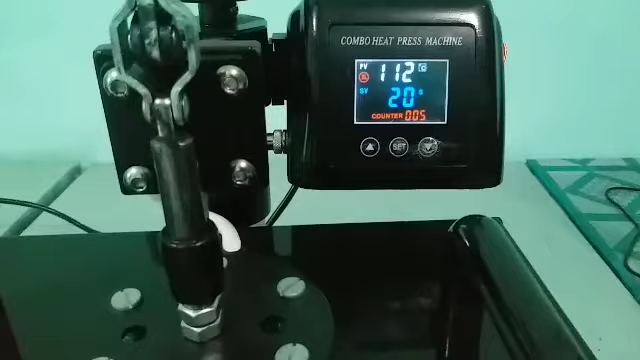 COMBO HEAT PRESS MACHINE
PV 112 °C
SV 20 s
COUNTER 005
SET